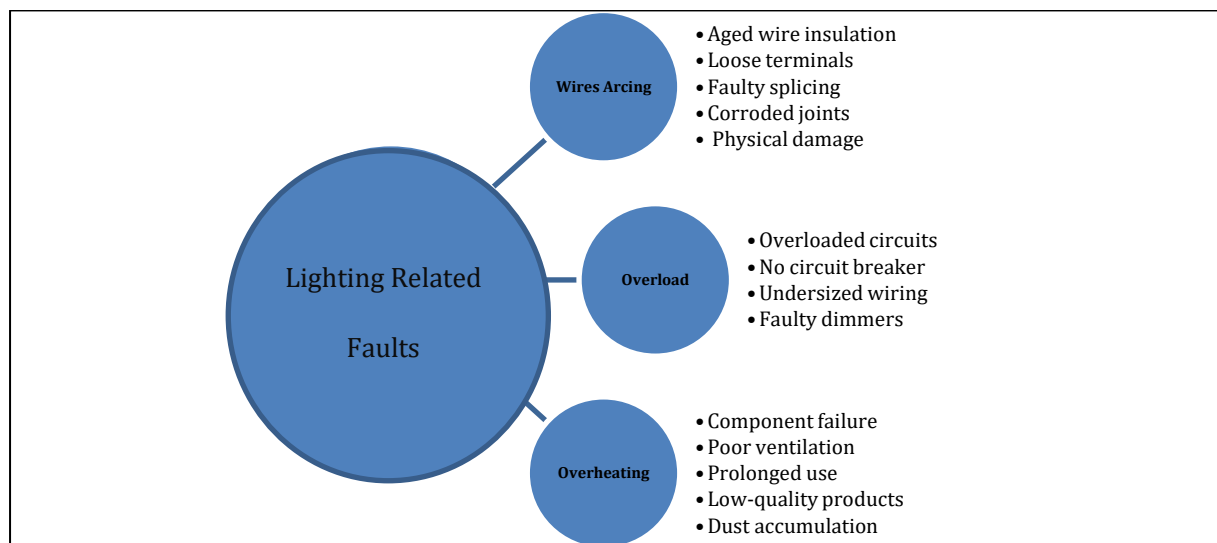 Lighting Related
Faults
Wires Arcing
• Aged wire insulation
• Loose terminals
• Faulty splicing
• Corroded joints
• Physical damage
Overload
• Overloaded circuits
• No circuit breaker
• Undersized wiring
• Faulty dimmers
Overheating
• Component failure
• Poor ventilation
• Prolonged use
• Low-quality products
• Dust accumulation